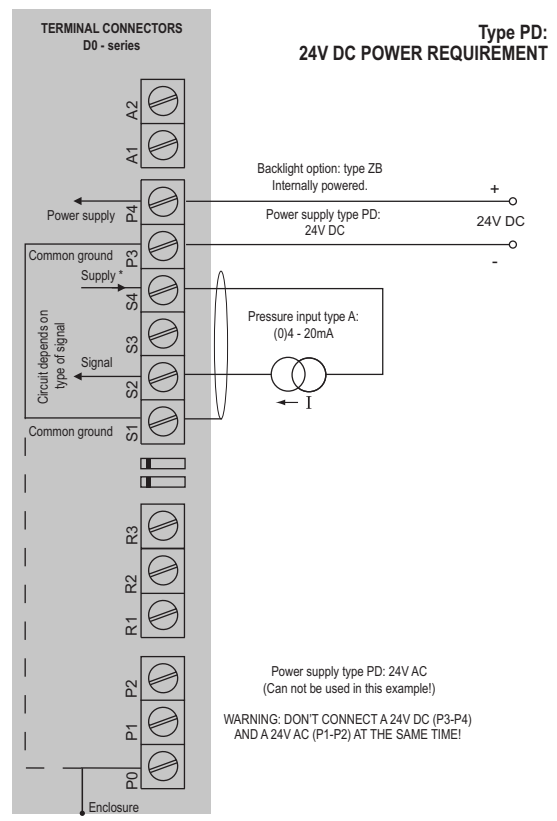 TERMINAL CONNECTORS
D0 - series
Type PD:
24V DC POWER REQUIREMENT
A2
A1
Backlight option: type ZB
Internally powered.
+
Power supply
P4
Power supply type PD:
24V DC
24V DC
-
Common ground
P3
Supply *
S4
Pressure input type A:
(0)4 - 20mA
S3
Circuit depends on
type of signal
Signal
S2
I
Common ground
S1
R3
R2
R1
P2
Power supply type PD: 24V AC
(Can not be used in this example!)
P1
WARNING: DON'T CONNECT A 24V DC (P3-P4)
AND A 24V AC (P1-P2) AT THE SAME TIME!
P0
Enclosure